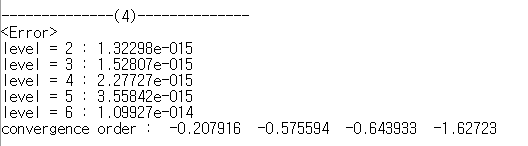 --------------(4)--------------
<Error>
level = 2 : 1.32298e-015
level = 3 : 1.52807e-015
level = 4 : 2.27727e-015
level = 5 : 3.55842e-015
level = 6 : 1.09927e-014
convergence order :  -0.207916  -0.575594  -0.643933  -1.62723